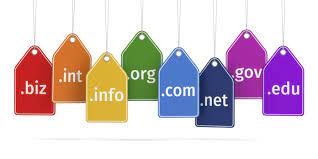 .biz
.int
.info
.org
.com
.net
.gov
.edu